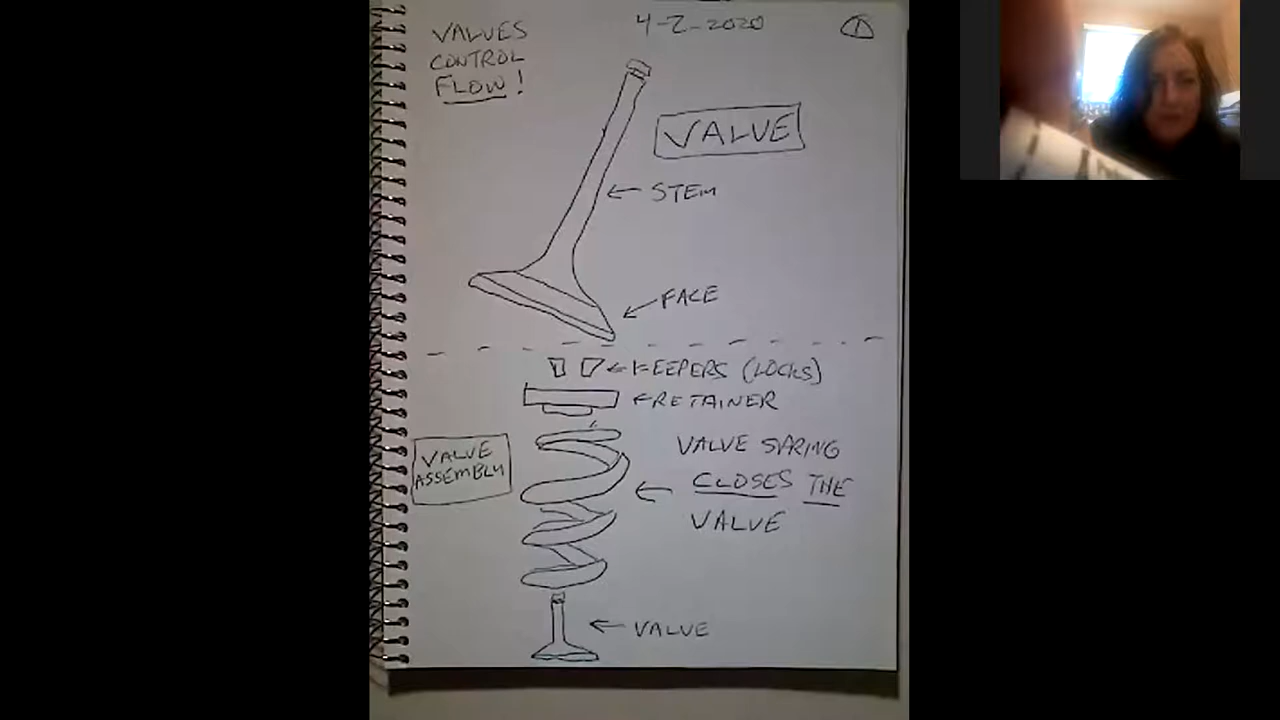 VALVES
CONTROL
FLOW!
4-2-2020
1
VALVE
← STEM
← FACE
← KEEPERS (LOCKS)
← RETAINER
VALVE
ASSEMBLY
VALVE SPRING
← CLOSES THE
VALVE
← VALVE